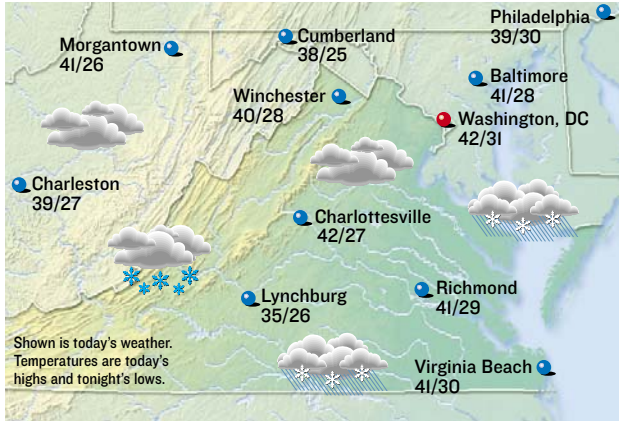 Philadelphia
39/30
Morgantown
41/26
Cumberland
38/25
Baltimore
41/28
Winchester
40/28
Washington, DC
42/31
Charleston
39/27
Charlottesville
42/27
Lynchburg
35/26
Richmond
41/29
Shown is today's weather.
Temperatures are today's
highs and tonight's lows.
Virginia Beach
41/30